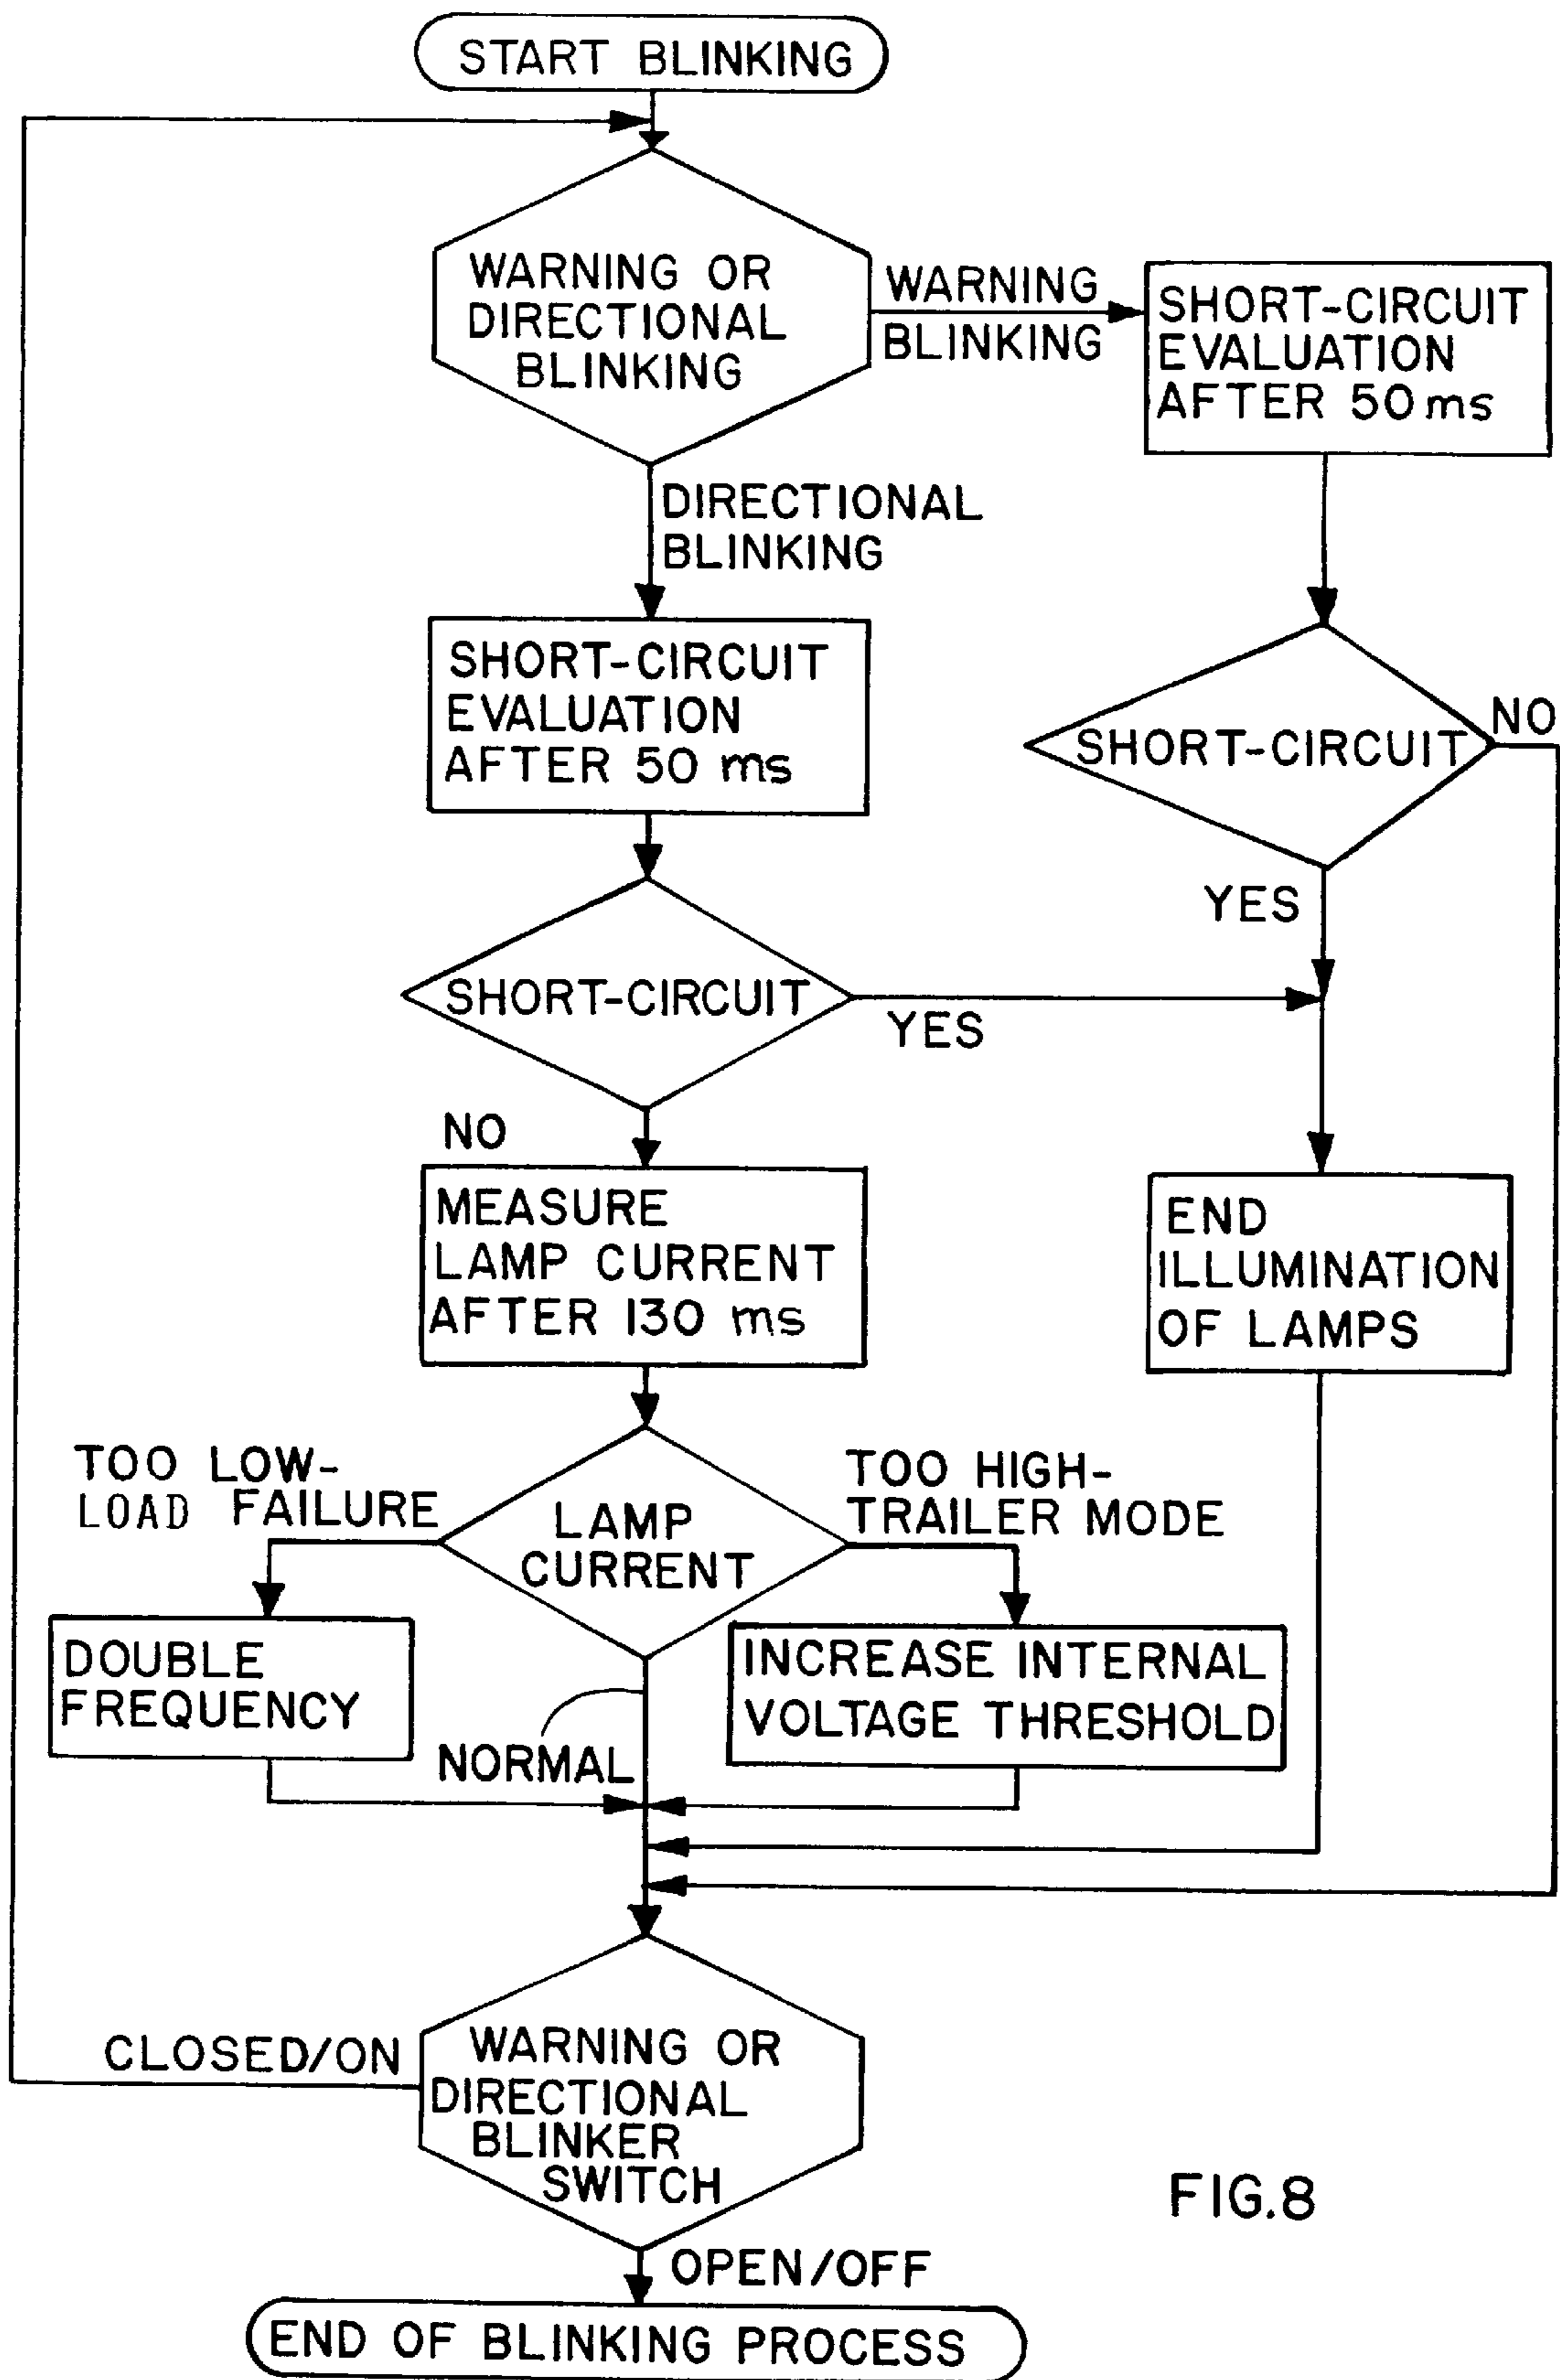 START BLINKING
WARNING OR
DIRECTIONAL
BLINKING
WARNING
BLINKING
SHORT-CIRCUIT
EVALUATION
AFTER 50 ms
DIRECTIONAL
BLINKING
SHORT-CIRCUIT
EVALUATION
AFTER 50 ms
SHORT-CIRCUIT
NO
YES
SHORT-CIRCUIT
YES
NO
MEASURE
LAMP CURRENT
AFTER 130 ms
END
ILLUMINATION
OF LAMPS
TOO LOW-
LOAD FAILURE
LAMP
CURRENT
TOO HIGH-
TRAILER MODE
DOUBLE
FREQUENCY
NORMAL
INCREASE INTERNAL
VOLTAGE THRESHOLD
CLOSED/ON
WARNING OR
DIRECTIONAL
BLINKER
SWITCH
FIG.8
OPEN/OFF
END OF BLINKING PROCESS